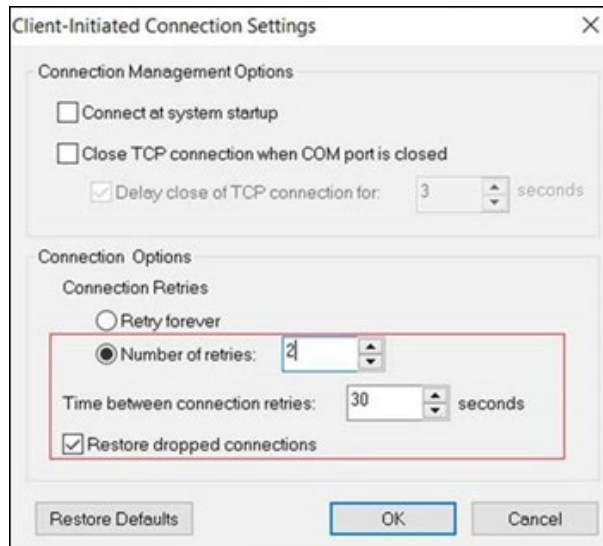 Client-Initiated Connection Settings
Connection Management Options
Connect at system startup
Close TCP connection when COM port is closed
Delay close of TCP connection for: 3 seconds
Connection Options
Connection Retries
Retry forever
Number of retries: 2
Time between connection retries: 30 seconds
Restore dropped connections
Restore Defaults OK Cancel